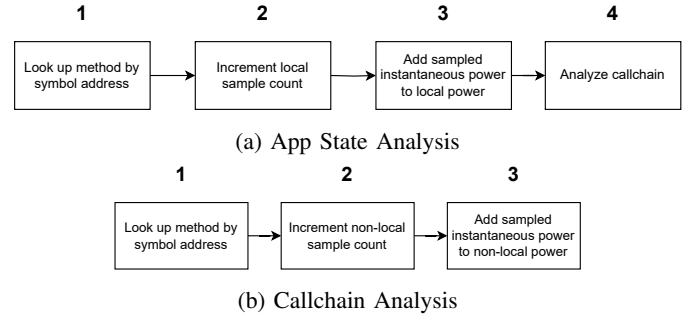 1 2 3 4
Look up method by
symbol address
Increment local
sample count
Add sampled
instantaneous power
to local power
Analyze callchain
(a) App State Analysis
1 2 3
Look up method by
symbol address
Increment non-local
sample count
Add sampled
instantaneous power
to non-local power
(b) Callchain Analysis